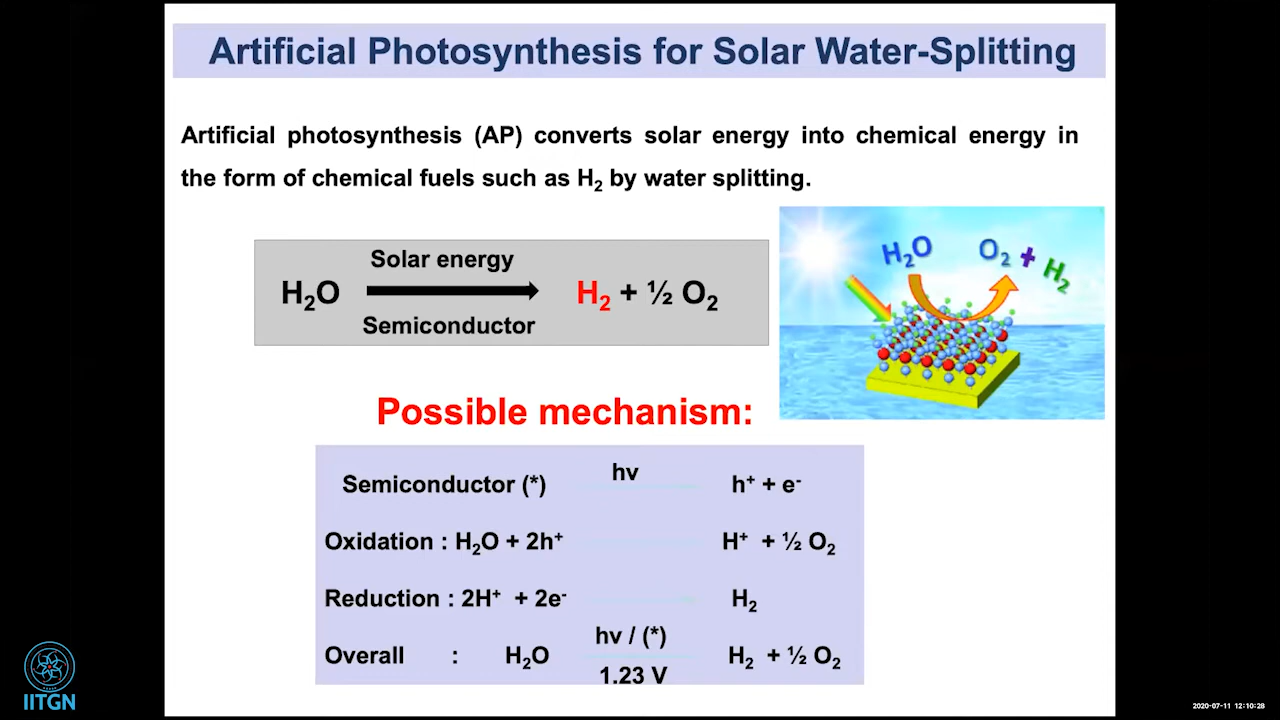 Artificial Photosynthesis for Solar Water-Splitting
Artificial photosynthesis (AP) converts solar energy into chemical energy in
the form of chemical fuels such as H₂ by water splitting.
Solar energy
H₂O H₂ + ½ O₂
Semiconductor
H₂O O₂ + H₂
Possible mechanism:
Semiconductor (*) hν h⁺ + e⁻
Oxidation : H₂O + 2h⁺ H⁺ + ½ O₂
Reduction : 2H⁺ + 2e⁻ H₂
hν / (*)
Overall : H₂O H₂ + ½ O₂
1.23 V
IITGN
2020-07-11 12:10:28